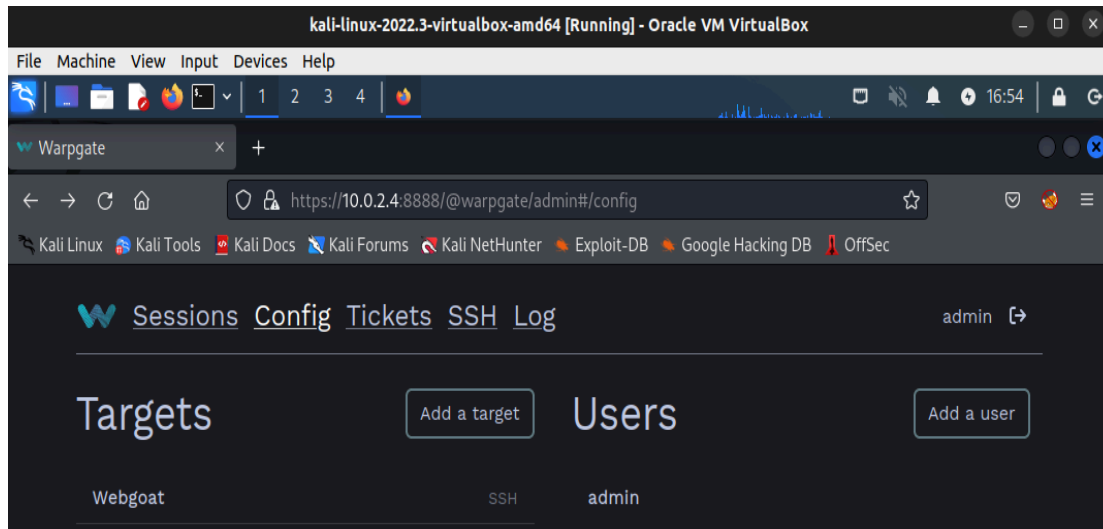 kali-linux-2022.3-virtualbox-amd64 [Running] - Oracle VM VirtualBox
File Machine View Input Devices Help
1 2 3 4 16:54
Warpgate
https://10.0.2.4:8888/@warpgate/admin#/config
Kali Linux Kali Tools Kali Docs Kali Forums Kali NetHunter Exploit-DB Google Hacking DB OffSec
Sessions Config Tickets SSH Log admin
Targets Add a target Users Add a user
Webgoat SSH admin